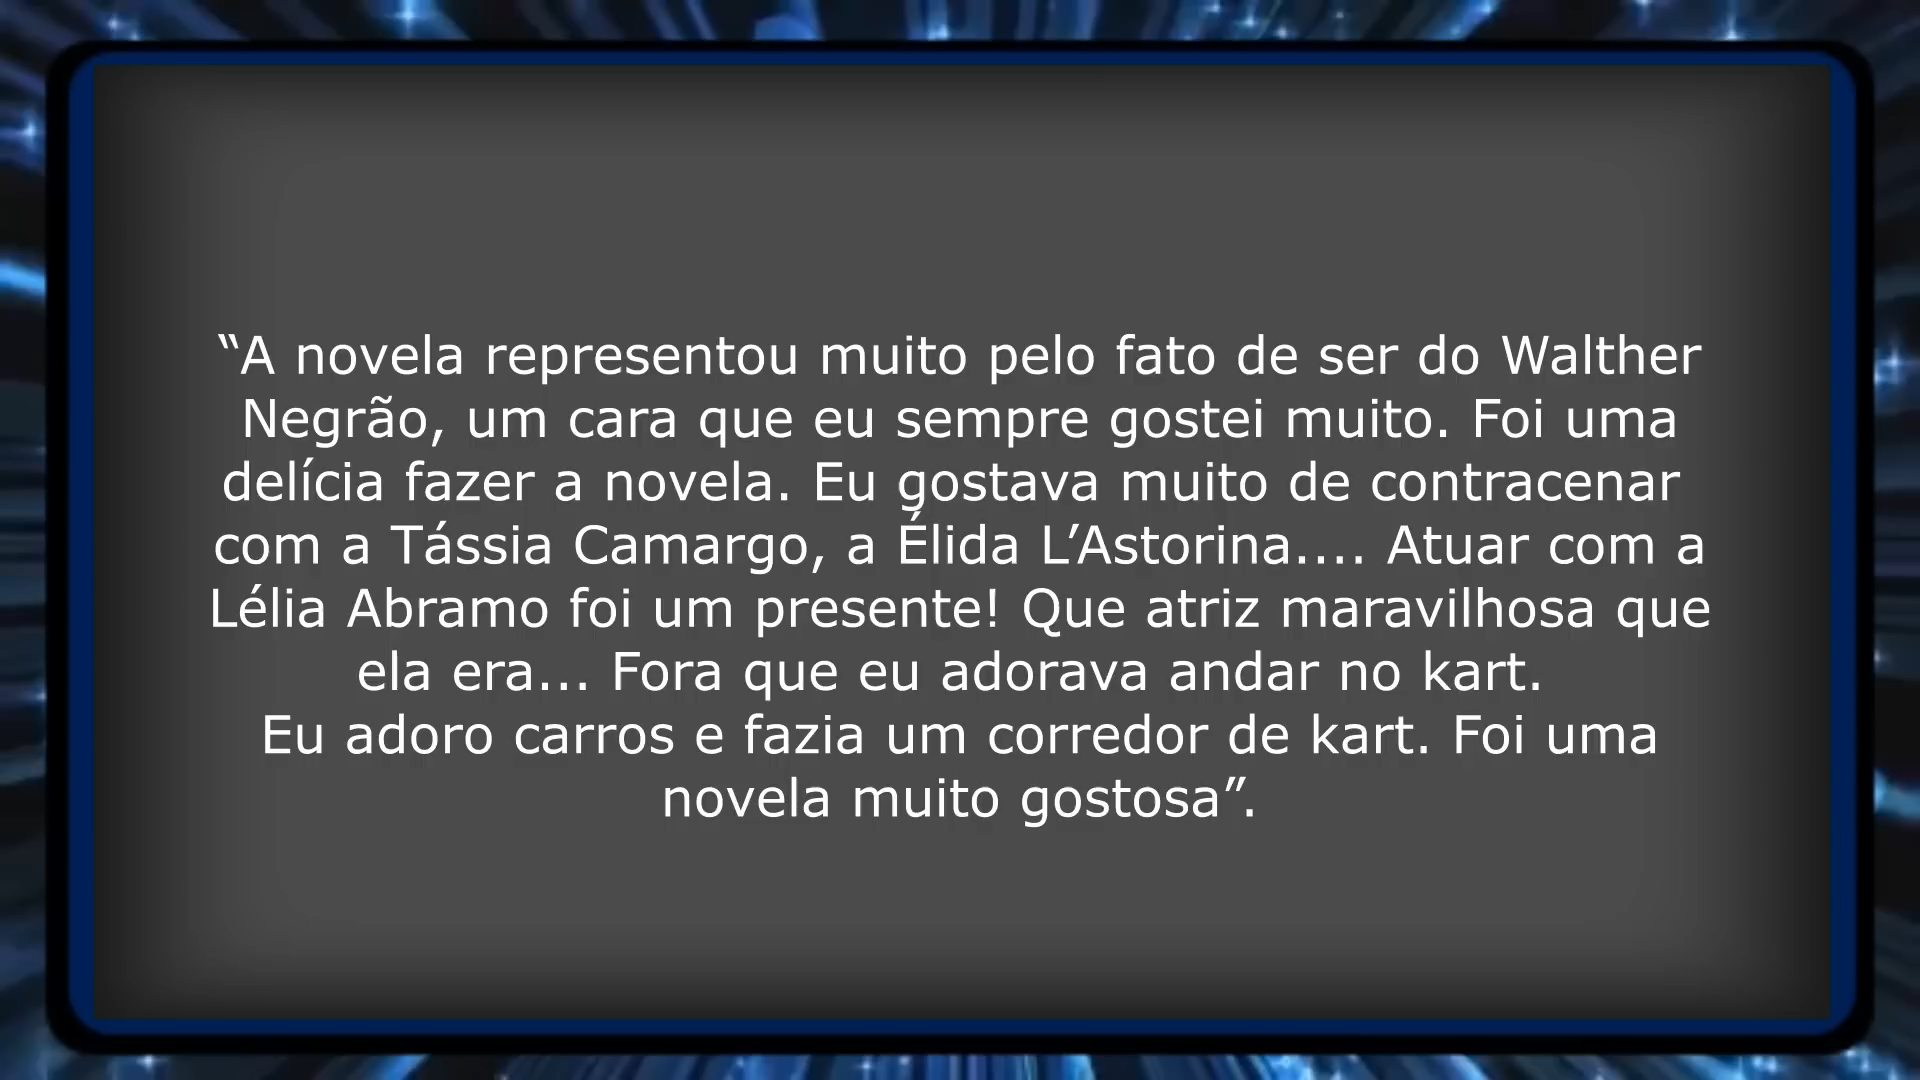 “A novela representou muito pelo fato de ser do Walther
Negrão, um cara que eu sempre gostei muito. Foi uma
delícia fazer a novela. Eu gostava muito de contracenar
com a Tássia Camargo, a Élida L’Astorina.... Atuar com a
Lélia Abramo foi um presente! Que atriz maravilhosa que
ela era... Fora que eu adorava andar no kart.
Eu adoro carros e fazia um corredor de kart. Foi uma
novela muito gostosa”.